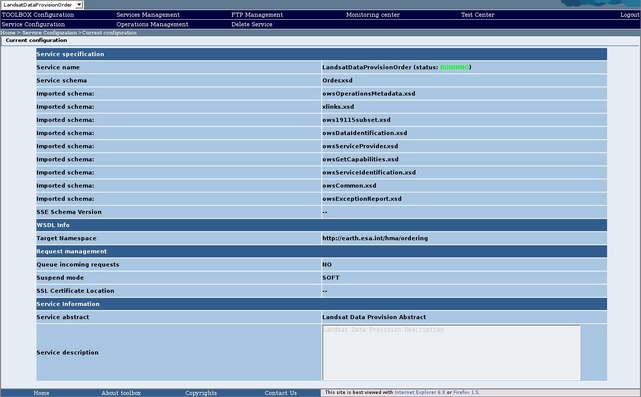 LandsatDataProvisionOrder
TOOLBOX Configuration Services Management FTP Management Monitoring center Test Center Logout
Service Configuration Operations Management Delete Service
Home > Service Configuration >Current configuration
Current configuration
Service specification
Service name LandsatDataProvisionOrder (status: RUNNING)
Service schema Order.xsd
Imported schema: owsOperationsMetadata.xsd
Imported schema: xlinks.xsd
Imported schema: ows19115subset.xsd
Imported schema: owsDataIdentification.xsd
Imported schema: owsServiceProvider.xsd
Imported schema: owsGetCapabilities.xsd
Imported schema: owsServiceIdentification.xsd
Imported schema: owsCommon.xsd
Imported schema: owsExceptionReport.xsd
SSE Schema Version --
WSDL Info
Target Namespace http://earth.esa.int/hma/ordering
Request management
Queue incoming requests NO
Suspend mode SOFT
SSL Certificate Location --
Service Information
Service abstract Landsat Data Provision Abstract
Service description Landsat Data Provision Description
Home About toolbox Copyrights Contact Us This site is best viewed with Internet Explorer 6.0 or Firefox 1.5.